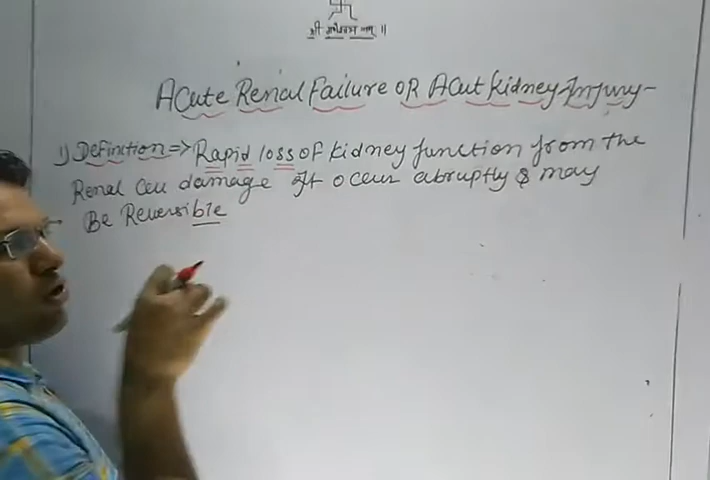 श्री गणेशाय नमः ॥
Acute Renal Failure OR Acut Kidney Injury-
1) Definition => Rapid loss of kidney function from the
Renal Cell damage It occur abruptly & may
Be Reversible